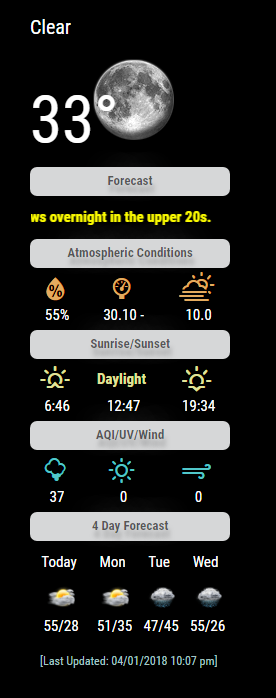 Clear
33°
Forecast
ws overnight in the upper 20s.
Atmospheric Conditions
%
55% 30.10 - 10.0
Sunrise/Sunset
Daylight
6:46 12:47 19:34
AQI/UV/Wind
37 0 0
4 Day Forecast
Today Mon Tue Wed
55/28 51/35 47/45 55/26
[Last Updated: 04/01/2018 10:07 pm]